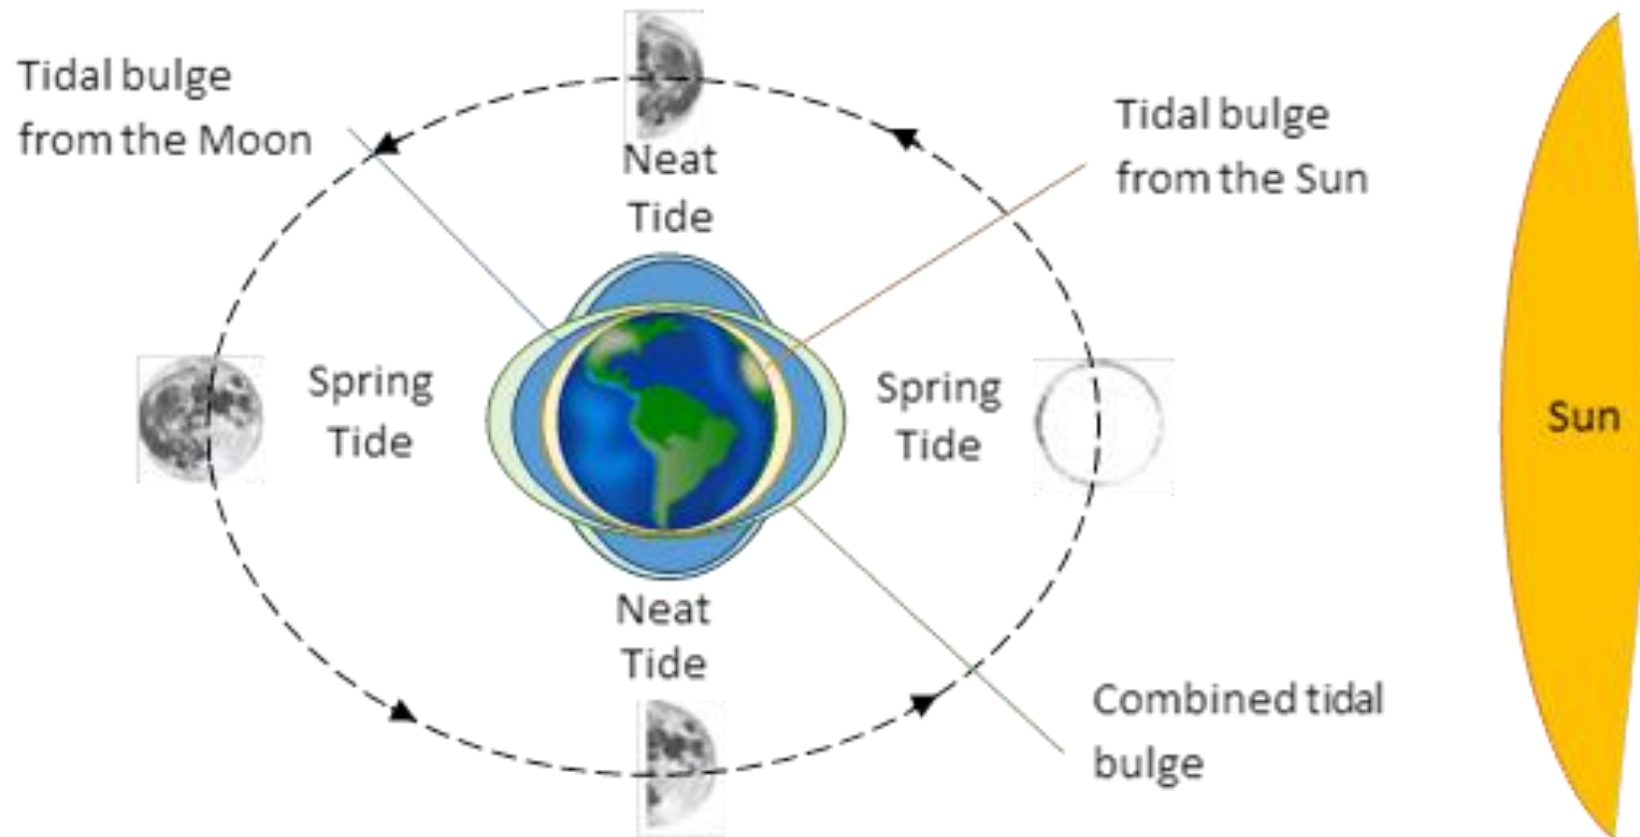 Tidal bulge
from the Moon
Neat
Tide
Tidal bulge
from the Sun
Spring
Tide
Spring
Tide
Sun
Neat
Tide
Combined tidal
bulge